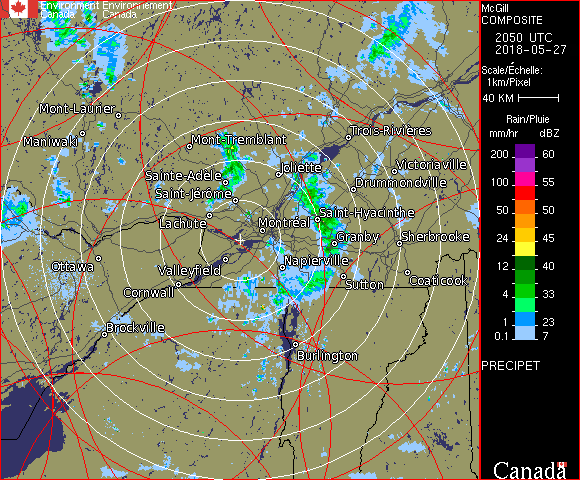 Environment Environnement
Canada Canada
McGill
COMPOSITE
2050 UTC
2018-05-27
Scale/Échelle:
1km/Pixel
40 KM
Rain/Pluie
mm/hr dBZ
200 60
100 55
50 50
24 45
12 40
4 33
1 23
0.1 7
PRECIPET
Mont-Laurier
Maniwaki
Mont-Tremblant
Trois-Rivières
Joliette
Victoriaville
Sainte-Adèle
Drummondville
Saint-Jérôme
Saint-Hyacinthe
Lachute
Montréal
Granby
Sherbrooke
Ottawa
Valleyfield
Napierville
Coaticook
Cornwall
Sutton
Brockville
Burlington
Canada